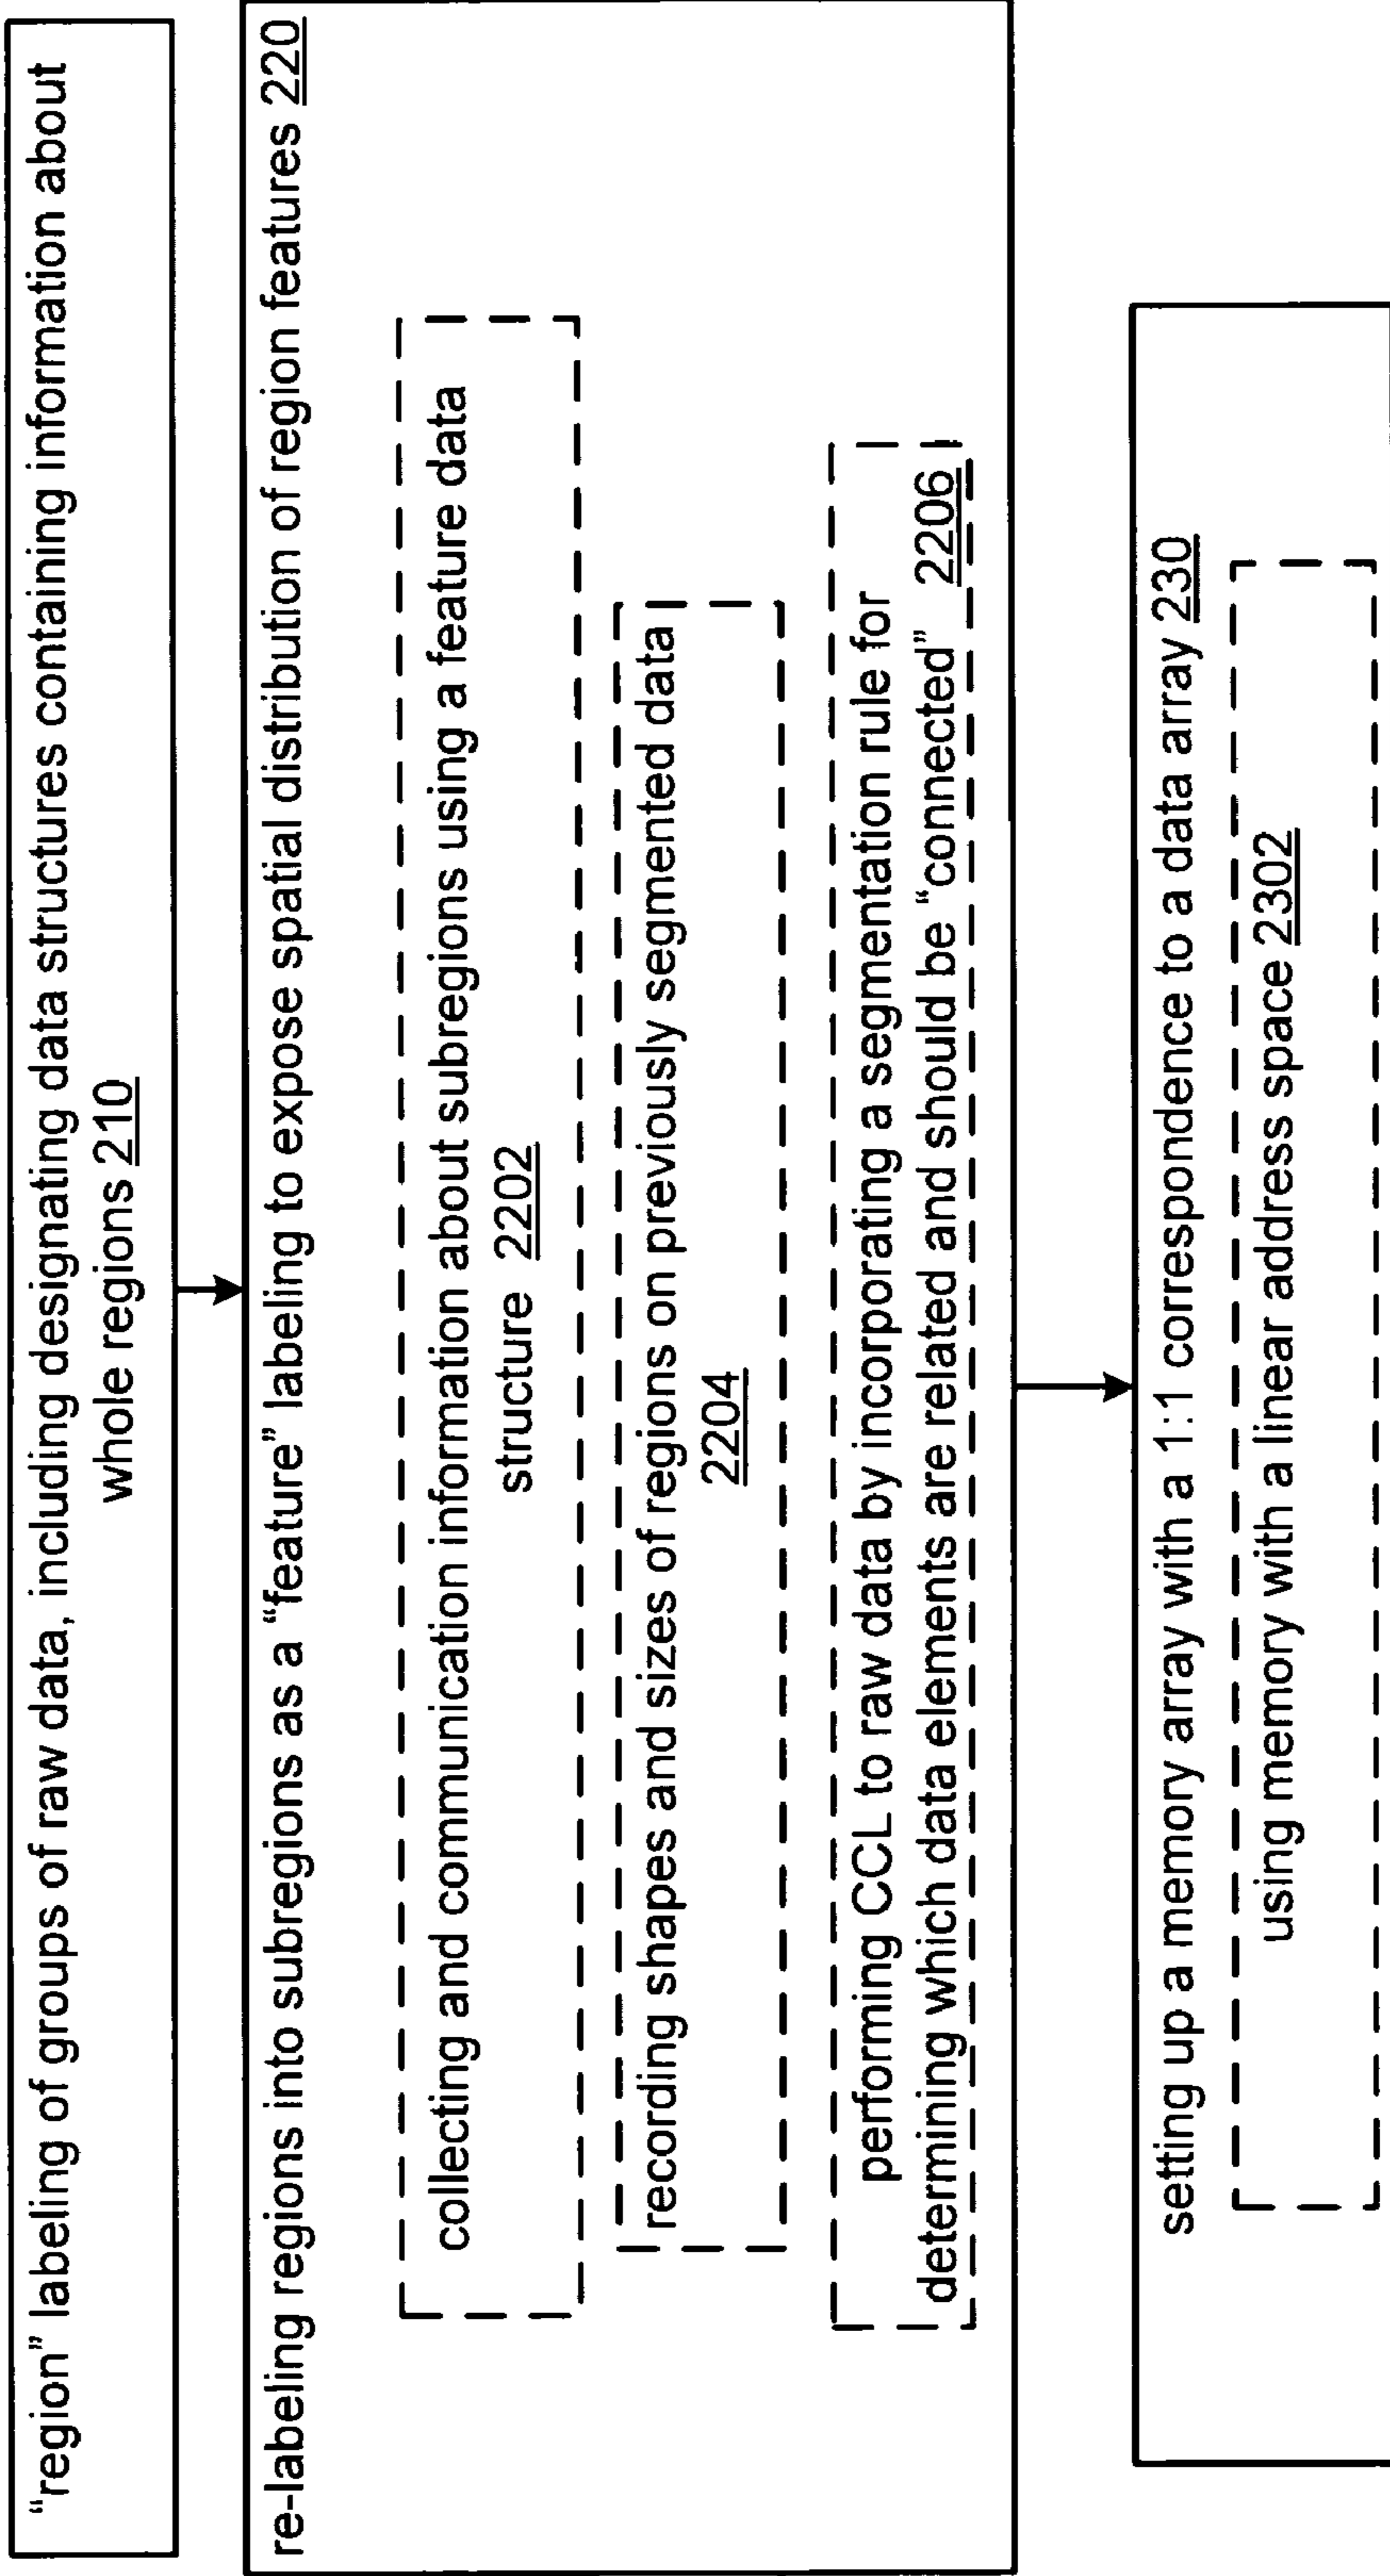 “region” labeling of groups of raw data, including designating data structures containing information about
whole regions 210
re-labeling regions into subregions as a “feature” labeling to expose spatial distribution of region features 220
collecting and communication information about subregions using a feature data
structure 2202
recording shapes and sizes of regions on previously segmented data
2204
performing CCL to raw data by incorporating a segmentation rule for
determining which data elements are related and should be “connected” 2206
setting up a memory array with a 1:1 correspondence to a data array 230
using memory with a linear address space 2302